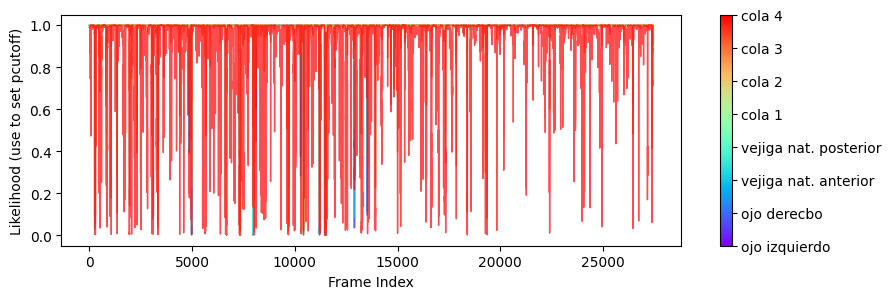 Likelihood (use to set pcutoff)
1.0
0.8
0.6
0.4
0.2
0.0
0
5000
10000
15000
20000
25000
Frame Index
cola 4
cola 3
cola 2
cola 1
vejiga nat. posterior
vejiga nat. anterior
ojo derecbo
ojo izquierdo